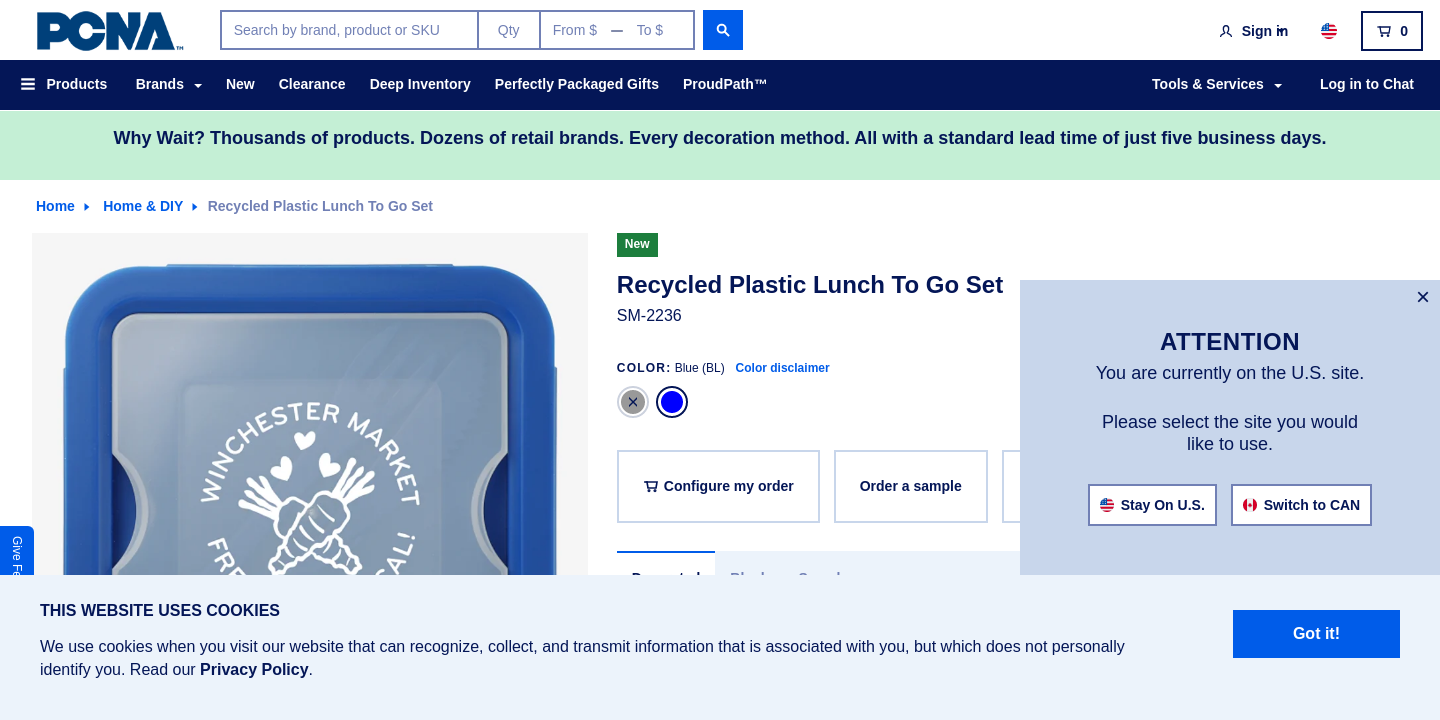 PCNA™
Search by brand, product or SKU
Qty
From $ — To $
Sign in
0
Products
Brands
New
Clearance
Deep Inventory
Perfectly Packaged Gifts
ProudPath™
Tools & Services
Log in to Chat
Why Wait? Thousands of products. Dozens of retail brands. Every decoration method. All with a standard lead time of just five business days.
Home
Home & DIY
Recycled Plastic Lunch To Go Set
WINCHESTER MARKET
New
Recycled Plastic Lunch To Go Set
SM-2236
COLOR: Blue (BL) Color disclaimer
Configure my order
Order a sample
ATTENTION
You are currently on the U.S. site.
Please select the site you would
like to use.
Stay On U.S.
Switch to CAN
Give
THIS WEBSITE USES COOKIES
We use cookies when you visit our website that can recognize, collect, and transmit information that is associated with you, but which does not personally
identify you. Read our Privacy Policy.
Got it!